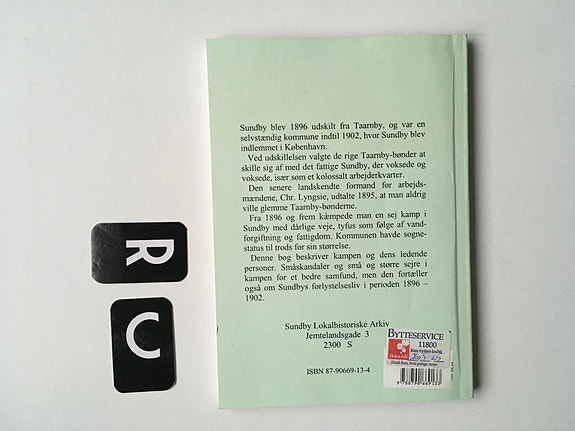 Sundby blev 1896 udskilt fra Taarnby, og var en
selvstændig kommune indtil 1902, hvor Sundby blev
indlemmet i København.
Ved udskillelsen valgte de rige Taarnby-bønder at
skille sig af med det fattige Sundby, der voksede og
voksede, især som et kolossalt arbejderkvarter.
Den senere landskendte formand for arbejds-
mændene, Chr. Lyngsie, udtalte 1895, at man aldrig
ville glemme Taarnby-bønderne.
Fra 1896 og frem kæmpede man en sej kamp i
Sundby med dårlige veje, tyfus som følge af vand-
forgiftning og fattigdom. Kommunen havde sogne-
status til trods for sin størrelse.
Denne bog beskriver kampen og dens ledende
personer. Småskandaler og små og større sejre i
kampen for et bedre samfund, men den fortæller
også om Sundbys forlystelsesliv i perioden 1896 –
1902.
Sundby Lokalhistoriske Arkiv
Jemtelandsgade 3
2300 S
ISBN 87-90669-13-4
BYTTESERVICE
11800
Kan byttes indtil
R
C